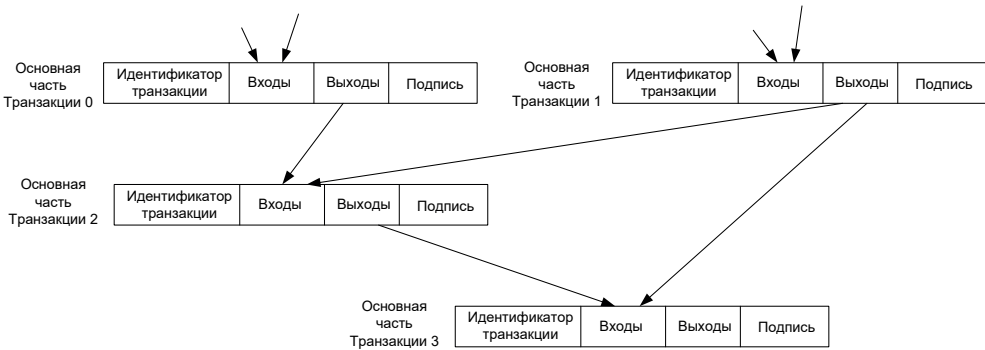 Основная
часть
Транзакции 0
Идентификатор
транзакции
Входы
Выходы
Подпись
Основная
часть
Транзакции 1
Идентификатор
транзакции
Входы
Выходы
Подпись
Основная
часть
Транзакции 2
Идентификатор
транзакции
Входы
Выходы
Подпись
Основная
часть
Транзакции 3
Идентификатор
транзакции
Входы
Выходы
Подпись